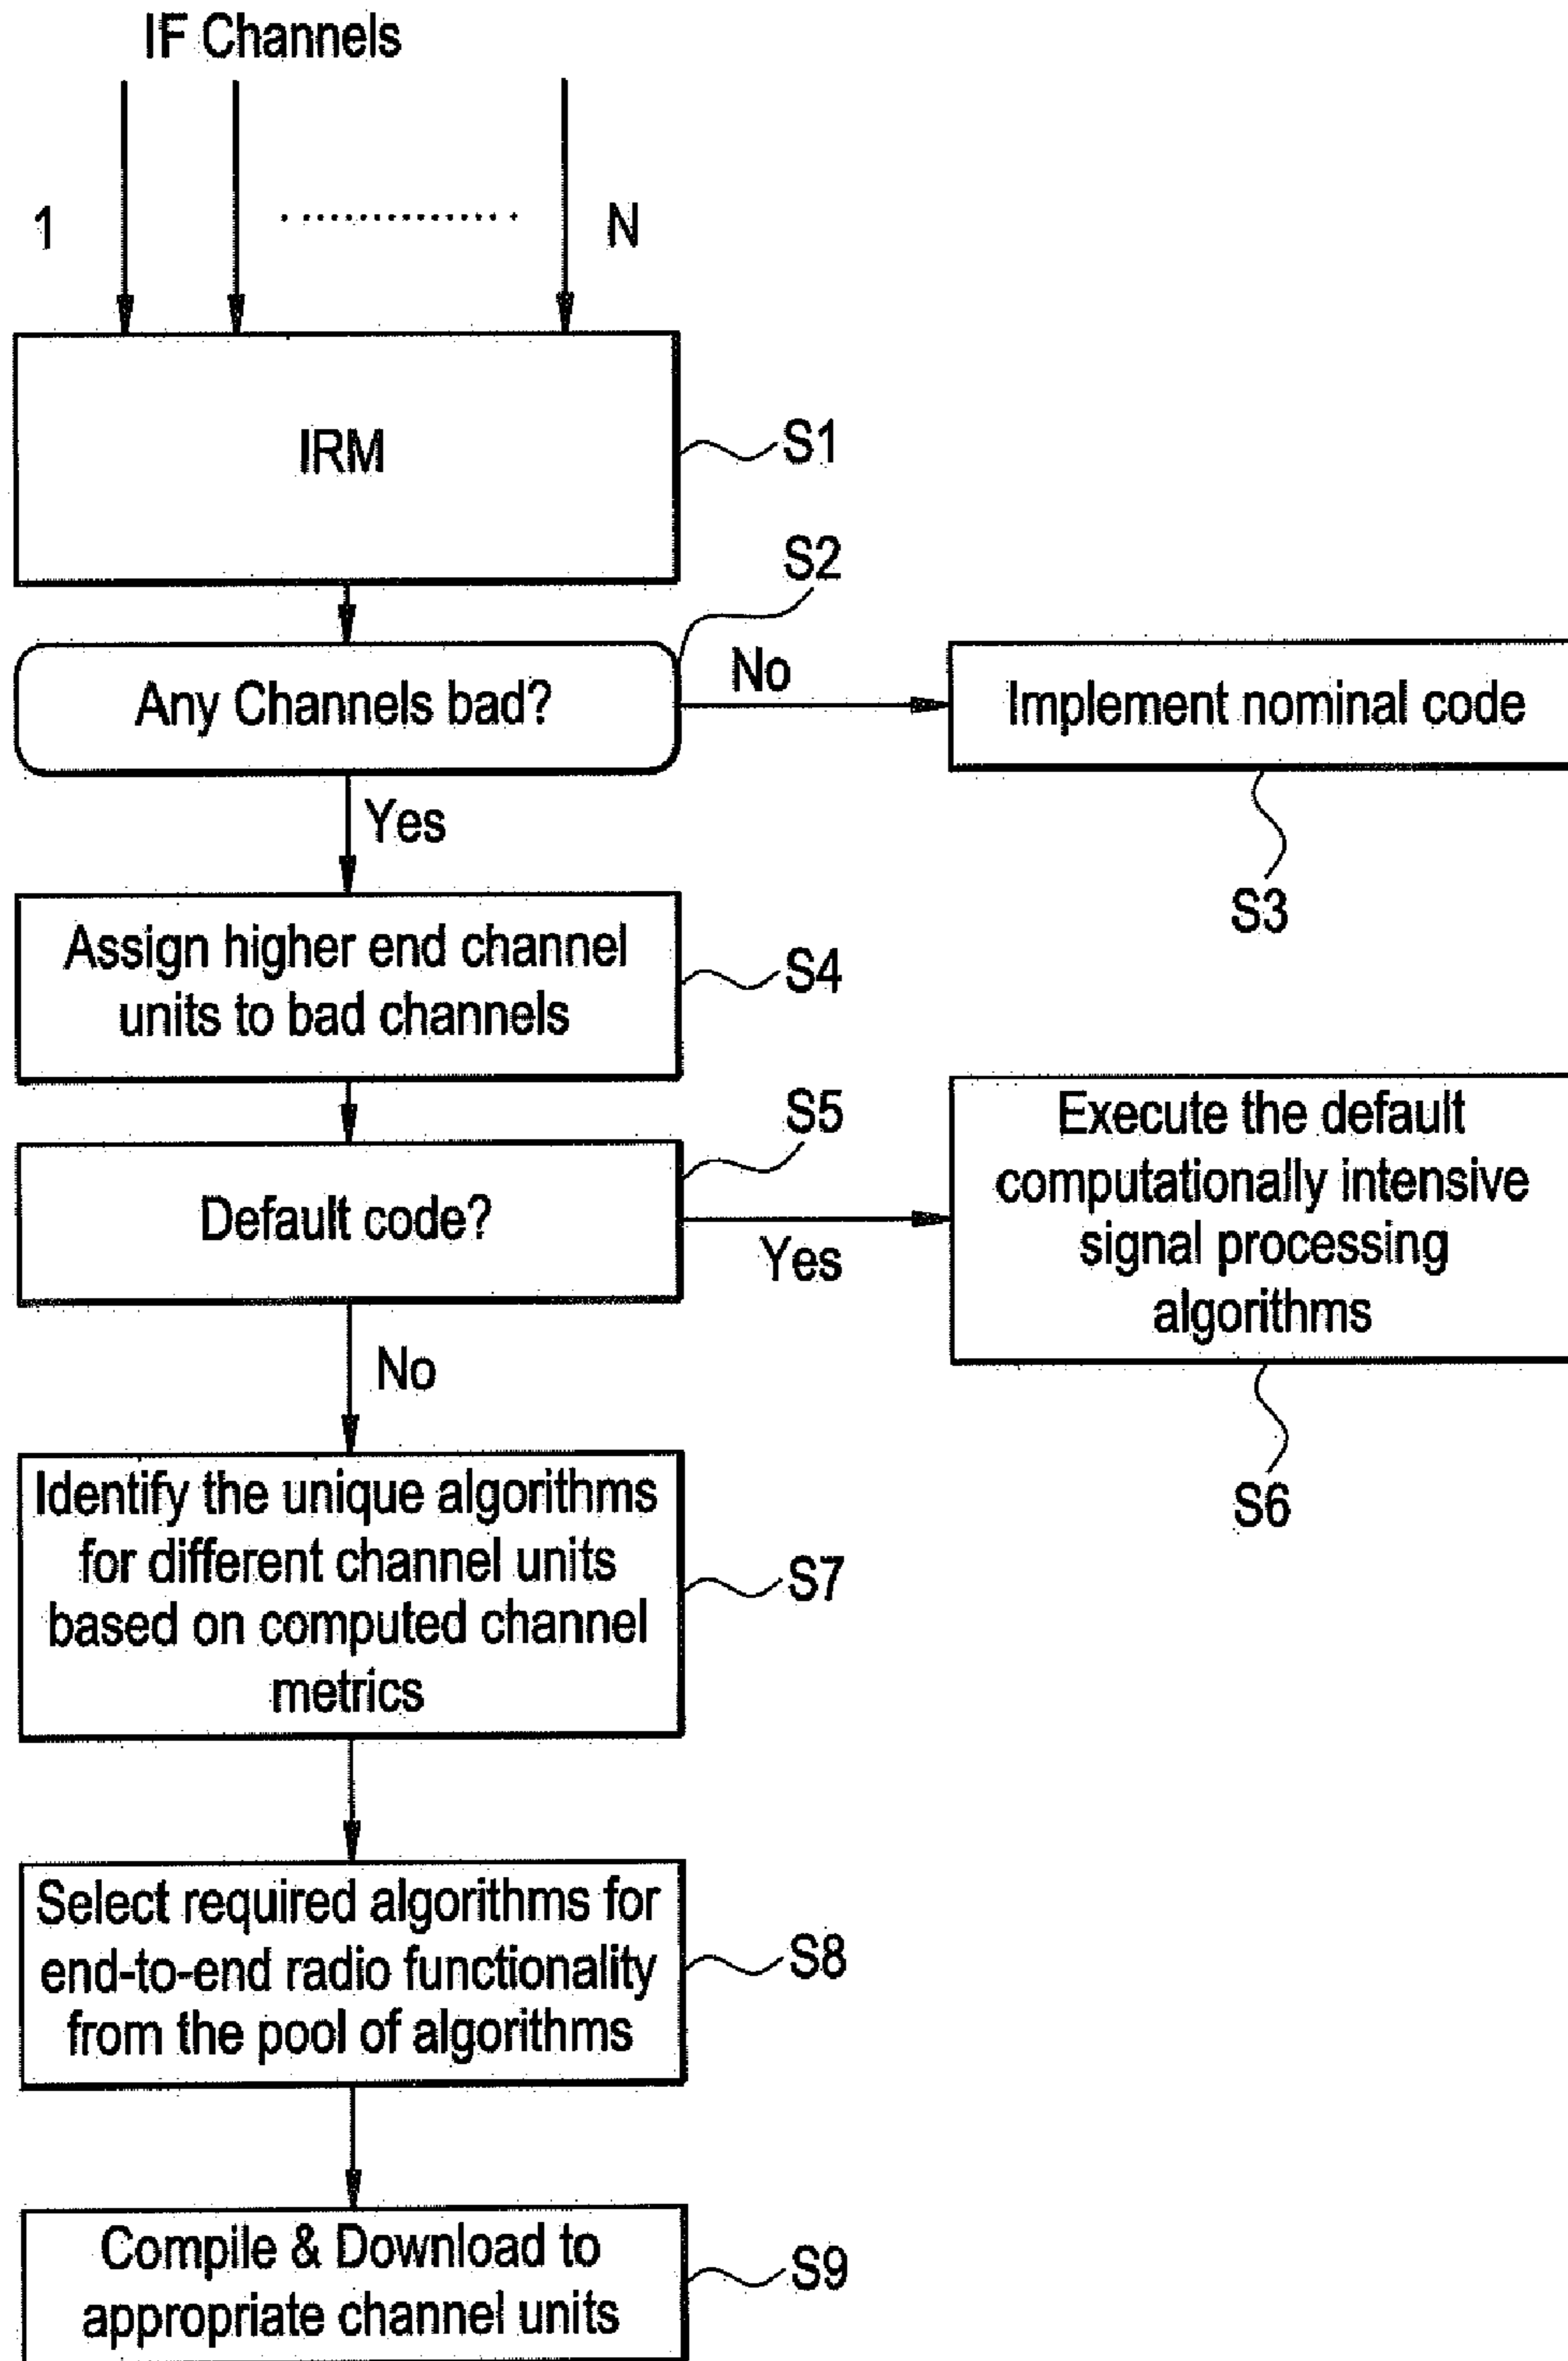 IF Channels
1
N
IRM
S1
S2
Any Channels bad?
No
Implement nominal code
S3
Yes
Assign higher end channel
units to bad channels
S4
S5
Default code?
Yes
Execute the default
computationally intensive
signal processing
algorithms
S6
No
Identify the unique algorithms
for different channel units
based on computed channel
metrics
S7
Select required algorithms for
end-to-end radio functionality
from the pool of algorithms
S8
Compile & Download to
appropriate channel units
S9